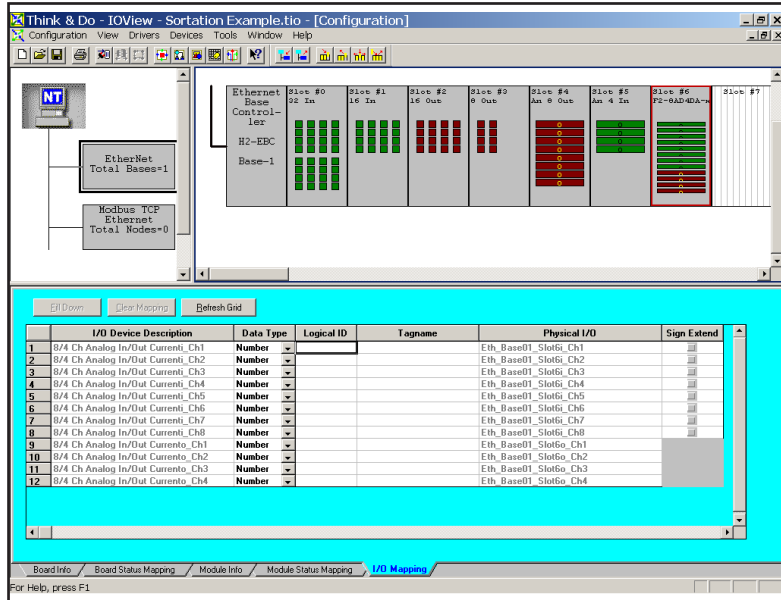 Think & Do - IOView - Sortation Example.tio - [Configuration]
Configuration View Drivers Devices Tools Window Help
NT
EtherNet
Total Bases=1
Modbus TCP
Ethernet
Total Nodes=0
Ethernet
Base
Control-
ler
H2-EBC
Base-1
Slot #0
32 In
Slot #1
16 In
Slot #2
16 Out
Slot #3
8 Out
Slot #4
An 8 Out
Slot #5
An 4 In
Slot #6
F2-8AD4DA-
Slot #7
Fill Down Clear Mapping Refresh Grid
I/O Device Description Data Type Logical ID Tagname Physical I/O Sign Extend
1 8/4 Ch Analog In/Out Currenti_Ch1 Number Eth_Base01_Slot6i_Ch1
2 8/4 Ch Analog In/Out Currenti_Ch2 Number Eth_Base01_Slot6i_Ch2
3 8/4 Ch Analog In/Out Currenti_Ch3 Number Eth_Base01_Slot6i_Ch3
4 8/4 Ch Analog In/Out Currenti_Ch4 Number Eth_Base01_Slot6i_Ch4
5 8/4 Ch Analog In/Out Currenti_Ch5 Number Eth_Base01_Slot6i_Ch5
6 8/4 Ch Analog In/Out Currenti_Ch6 Number Eth_Base01_Slot6i_Ch6
7 8/4 Ch Analog In/Out Currenti_Ch7 Number Eth_Base01_Slot6i_Ch7
8 8/4 Ch Analog In/Out Currenti_Ch8 Number Eth_Base01_Slot6i_Ch8
9 8/4 Ch Analog In/Out Currento_Ch1 Number Eth_Base01_Slot6o_Ch1
10 8/4 Ch Analog In/Out Currento_Ch2 Number Eth_Base01_Slot6o_Ch2
11 8/4 Ch Analog In/Out Currento_Ch3 Number Eth_Base01_Slot6o_Ch3
12 8/4 Ch Analog In/Out Currento_Ch4 Number Eth_Base01_Slot6o_Ch4
Board Info Board Status Mapping Module Info Module Status Mapping I/O Mapping
For Help, press F1